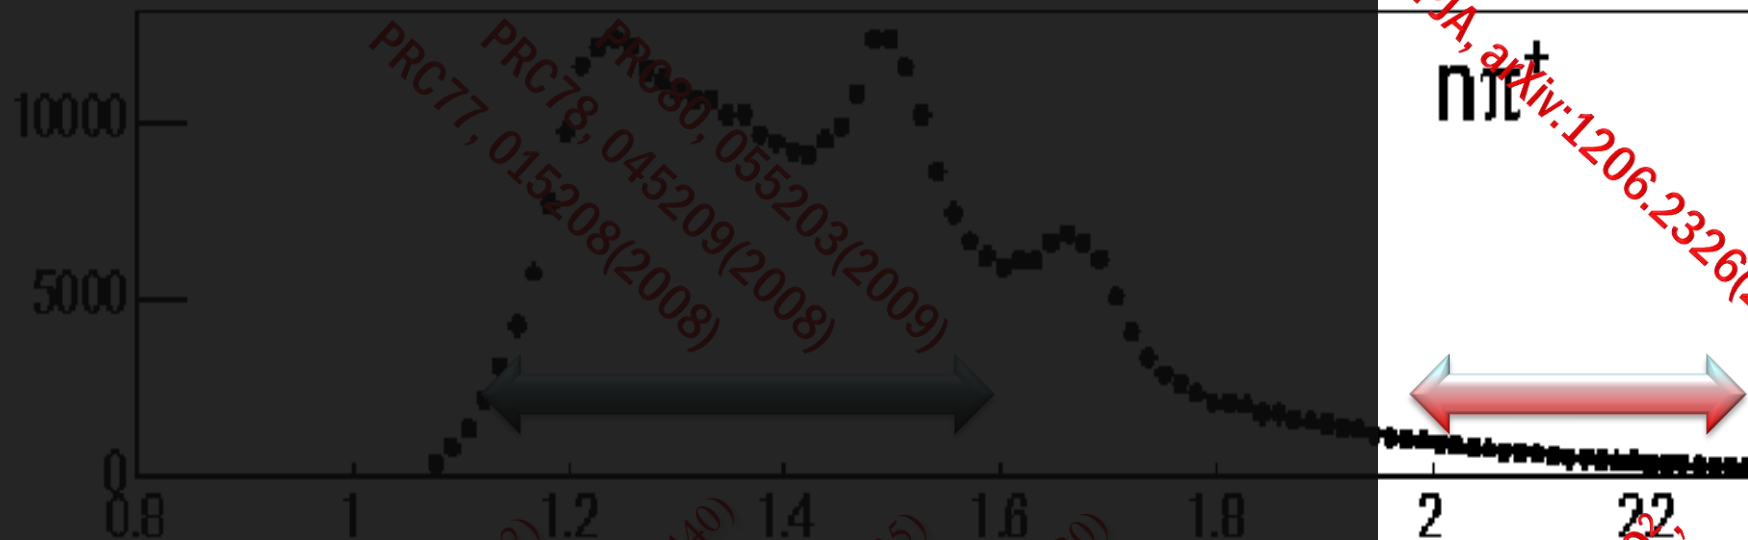 10000
5000
0
0.8
1
1.2
1.4
1.6
1.8
2
2.2
nπ+
PRC77, 015208(2008)
PRC78, 045209(2008)
PRC80, 055203(2009)
arXiv:1206.2326(